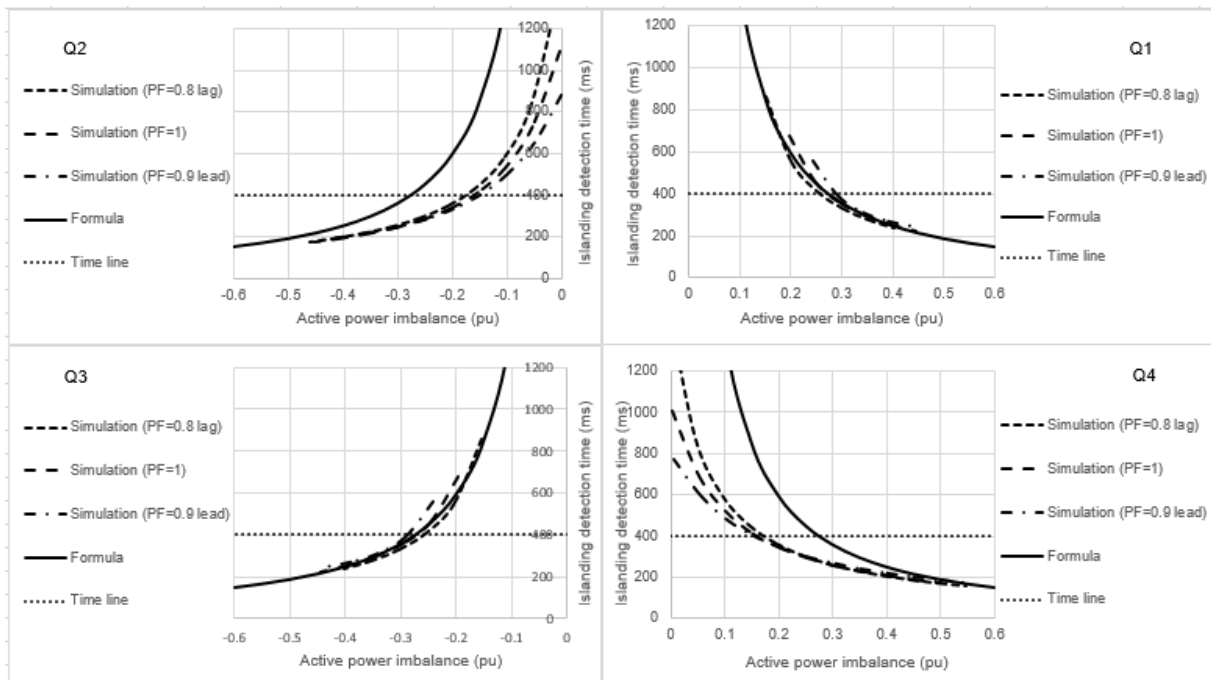 Q2
Simulation (PF=0.8 lag)
Simulation (PF=1)
Simulation (PF=0.9 lead)
Formula
Time line
1200
1000
800
600
400
200
0
Islanding detection time (ms)
-0.6 -0.5 -0.4 -0.3 -0.2 -0.1 0
Active power imbalance (pu)
Q1
Islanding detection time (ms)
1200
1000
800
600
400
200
0
0 0.1 0.2 0.3 0.4 0.5 0.6
Active power imbalance (pu)
Simulation (PF=0.8 lag)
Simulation (PF=1)
Simulation (PF=0.9 lead)
Formula
Time line
Q3
Simulation (PF=0.8 lag)
Simulation (PF=1)
Simulation (PF=0.9 lead)
Formula
Time line
1200
1000
800
600
400
200
0
Islanding detection time (ms)
-0.6 -0.5 -0.4 -0.3 -0.2 -0.1 0
Active power imbalance (pu)
Q4
Islanding detection time (ms)
1200
1000
800
600
400
200
0
0 0.1 0.2 0.3 0.4 0.5 0.6
Active power imbalance (pu)
Simulation (PF=0.8 lag)
Simulation (PF=1)
Simulation (PF=0.9 lead)
Formula
Time line